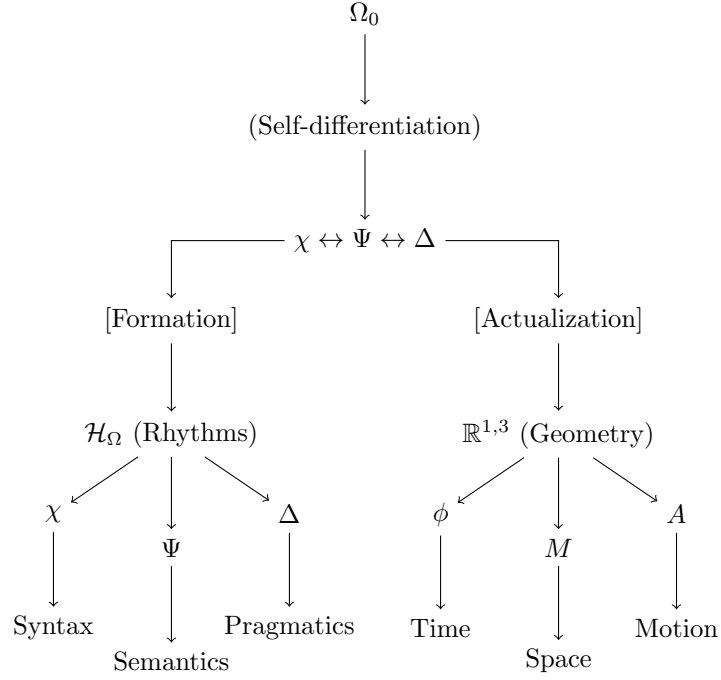 Ω₀
(Self-differentiation)
χ ↔ Ψ ↔ Δ
[Formation] [Actualization]
ℋ_Ω (Rhythms) ℝ^{1,3} (Geometry)
χ Δ ϕ A
Ψ M
Syntax Pragmatics Time Motion
Semantics Space